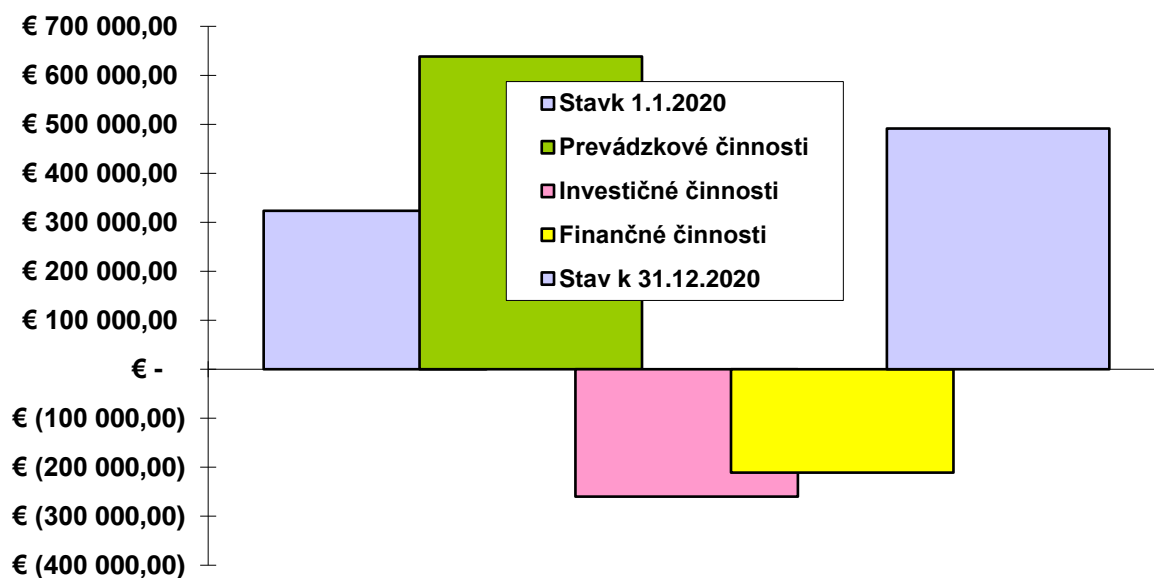 € 700 000,00
€ 600 000,00
€ 500 000,00
€ 400 000,00
€ 300 000,00
€ 200 000,00
€ 100 000,00
€ -
€ (100 000,00)
€ (200 000,00)
€ (300 000,00)
€ (400 000,00)
Stavk 1.1.2020
Prevádzkové činnosti
Investičné činnosti
Finančné činnosti
Stav k 31.12.2020